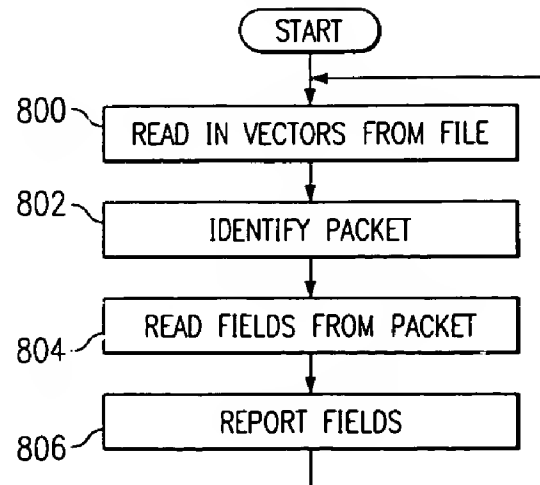 START
800
READ IN VECTORS FROM FILE
802
IDENTIFY PACKET
READ FIELDS FROM PACKET
804
REPORT FIELDS
806